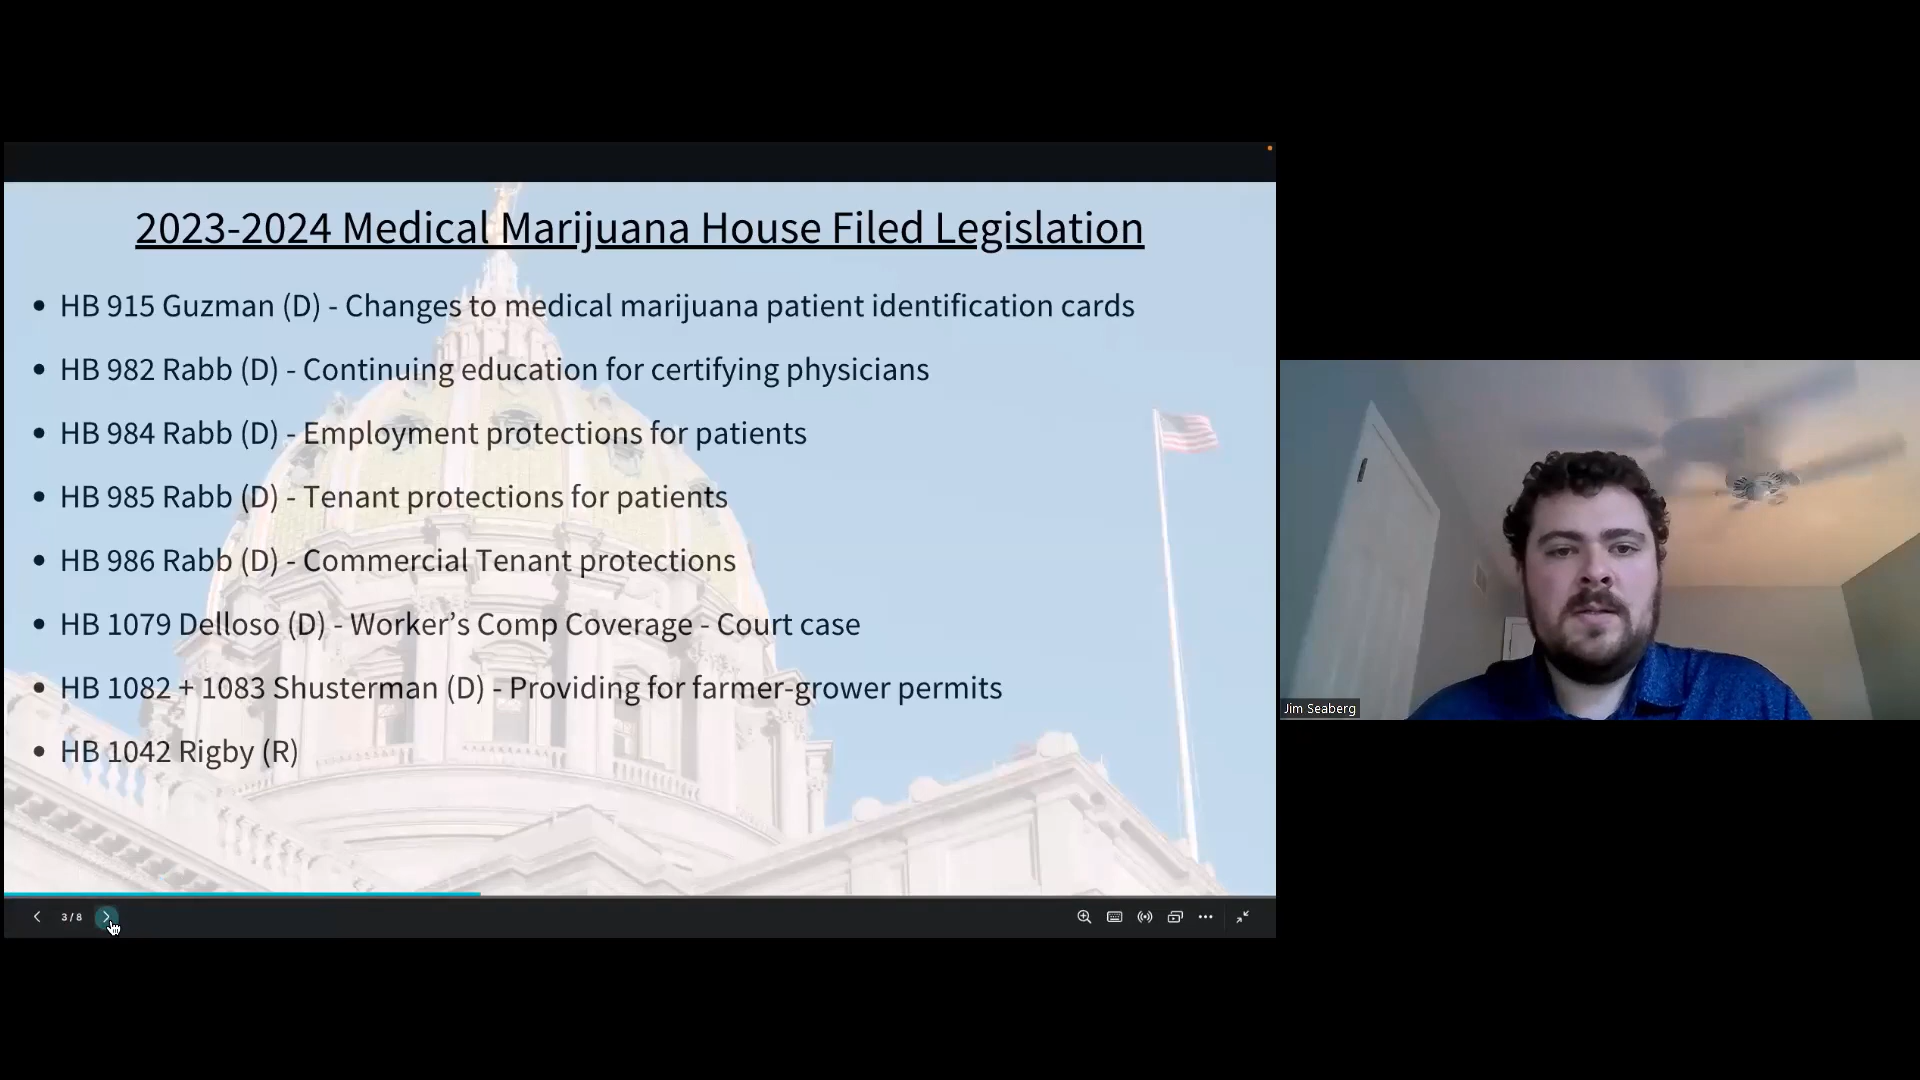 2023-2024 Medical Marijuana House Filed Legislation
• HB 915 Guzman (D) - Changes to medical marijuana patient identification cards
• HB 982 Rabb (D) - Continuing education for certifying physicians
• HB 984 Rabb (D) - Employment protections for patients
• HB 985 Rabb (D) - Tenant protections for patients
• HB 986 Rabb (D) - Commercial Tenant protections
• HB 1079 Delloso (D) - Worker’s Comp Coverage - Court case
• HB 1082 + 1083 Shusterman (D) - Providing for farmer-grower permits
• HB 1042 Rigby (R)
3 / 8
Jim Seaberg